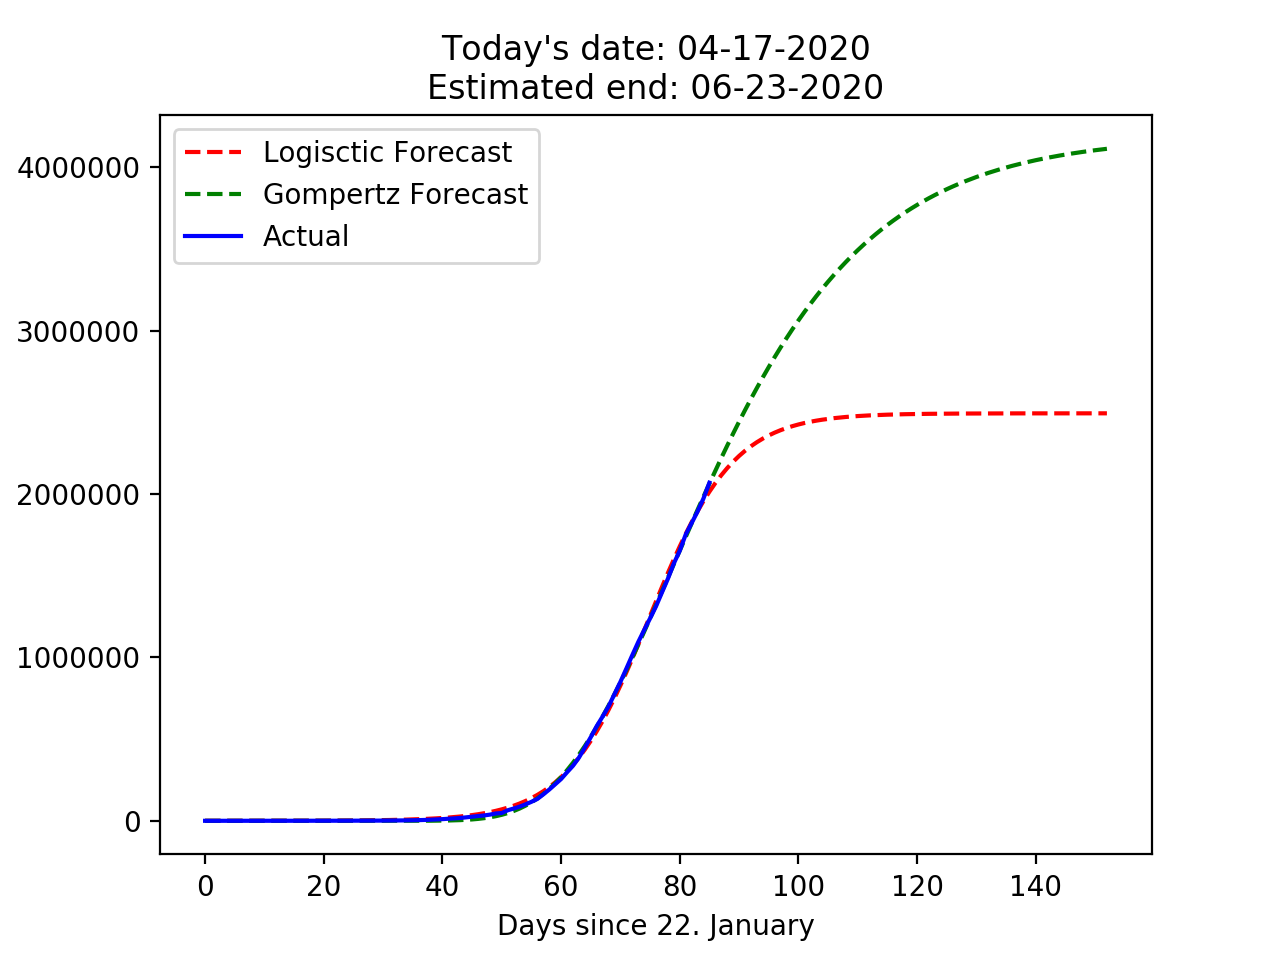 Today's date: 04-17-2020
Estimated end: 06-23-2020
Logisctic Forecast
Gompertz Forecast
Actual
4000000
3000000
2000000
1000000
0
0 20 40 60 80 100 120 140
Days since 22. January